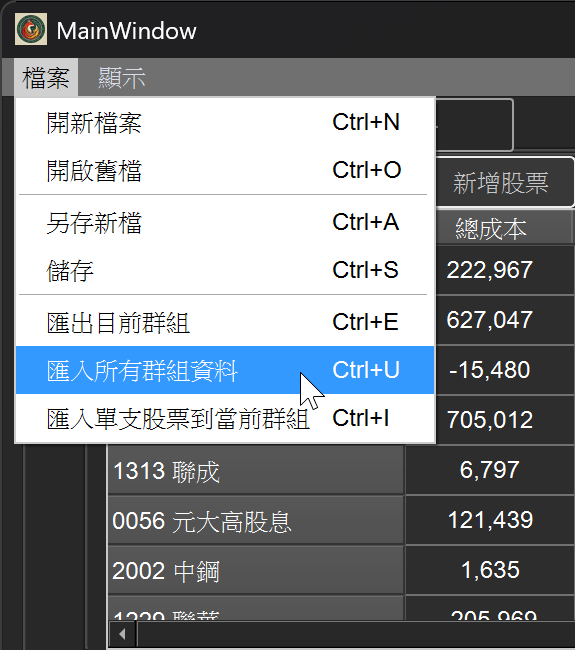 MainWindow
檔案 顯示
開新檔案 Ctrl+N
開啟舊檔 Ctrl+O
另存新檔 Ctrl+A
儲存 Ctrl+S
匯出目前群組 Ctrl+E
匯入所有群組資料 Ctrl+U
匯入單支股票到當前群組 Ctrl+I
新增股票
總成本
222,967
627,047
-15,480
705,012
1313 聯成 6,797
0056 元大高股息 121,439
2002 中鋼 1,635
1229 聯華 205,969